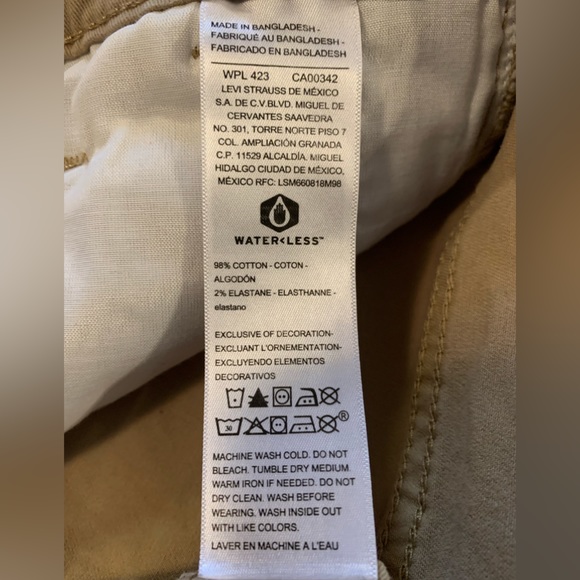 MADE IN BANGLADESH -
FABRIQUÉ AU BANGLADESH -
FABRICADO EN BANGLADESH
WPL 423 CA00342
LEVI STRAUSS DE MÉXICO
S.A. DE C.V.BLVD. MIGUEL DE
CERVANTES SAAVEDRA
NO. 301, TORRE NORTE PISO 7
COL. AMPLIACIÓN GRANADA
C.P. 11529 ALCALDÍA. MIGUEL
HIDALGO CIUDAD DE MÉXICO,
MÉXICO RFC: LSM660818M98
WATER<LESS™
98% COTTON - COTON -
ALGODÓN
2% ELASTANE - ELASTHANNE -
elastano
EXCLUSIVE OF DECORATION-
EXCLUANT L'ORNEMENTATION-
EXCLUYENDO ELEMENTOS
DECORATIVOS
30 ®
MACHINE WASH COLD. DO NOT
BLEACH. TUMBLE DRY MEDIUM.
WARM IRON IF NEEDED. DO NOT
DRY CLEAN. WASH BEFORE
WEARING. WASH INSIDE OUT
WITH LIKE COLORS.
LAVER EN MACHINE A L'EAU